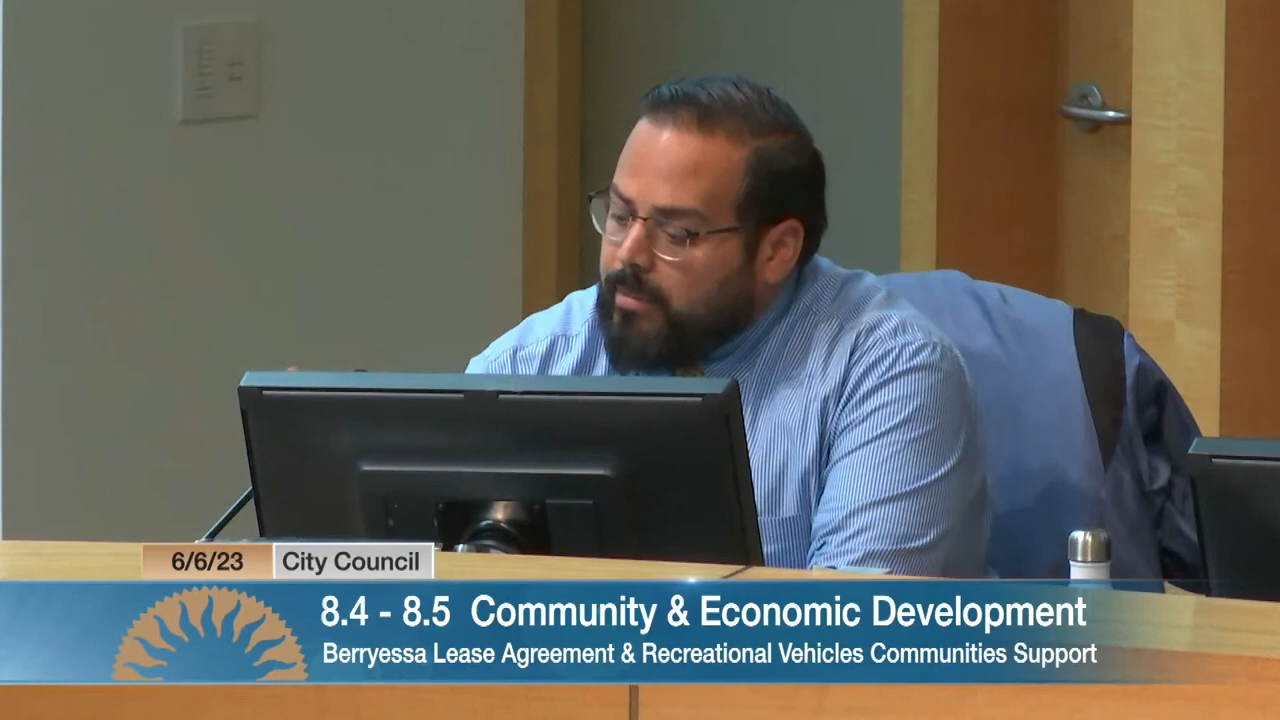 6/6/23 City Council
8.4 - 8.5 Community & Economic Development
Berryessa Lease Agreement & Recreational Vehicles Communities Support